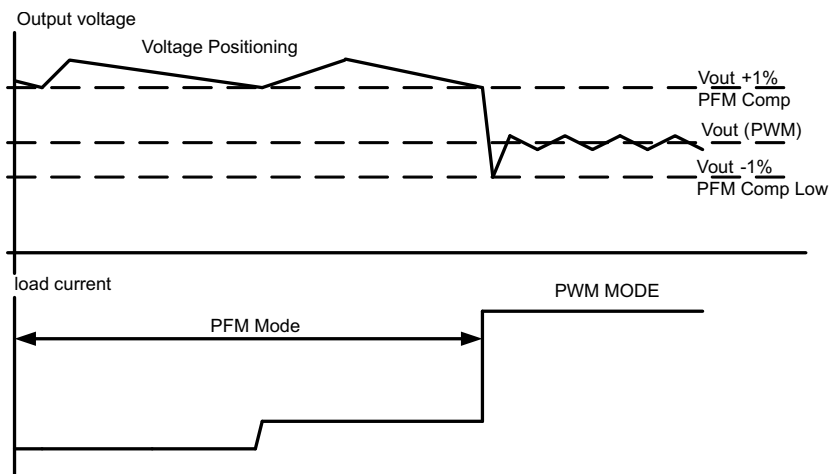 Output voltage
Voltage Positioning
Vout +1%
PFM Comp
Vout (PWM)
Vout -1%
PFM Comp Low
load current
PWM MODE
PFM Mode